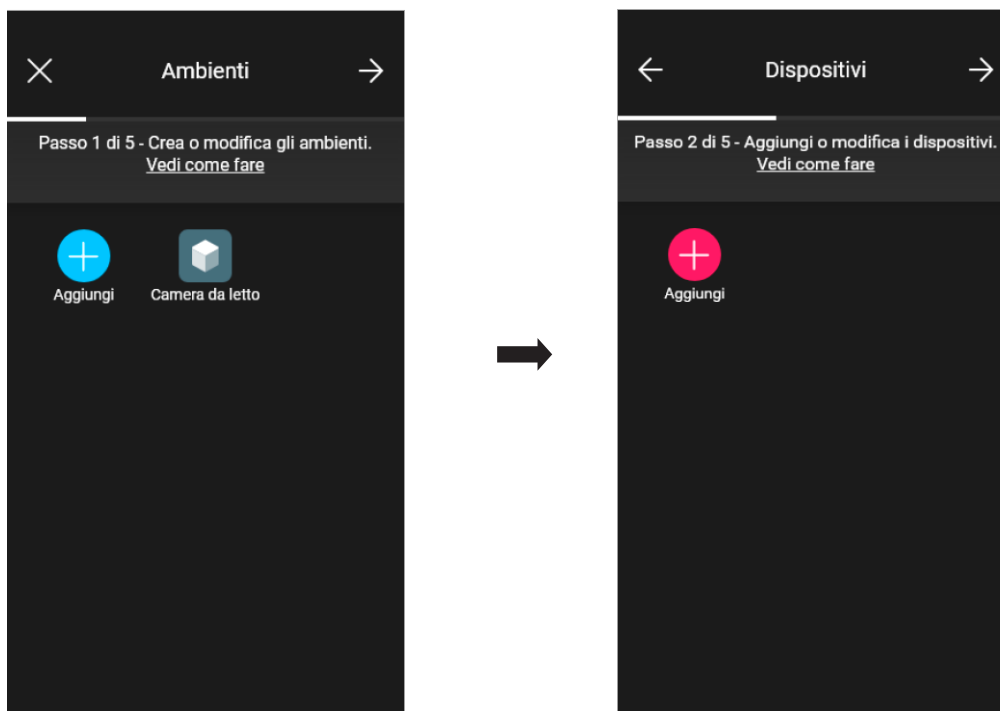 Ambienti
Passo 1 di 5 - Crea o modifica gli ambienti.
Vedi come fare
Aggiungi
Camera da letto
Dispositivi
Passo 2 di 5 - Aggiungi o modifica i dispositivi.
Vedi come fare
Aggiungi